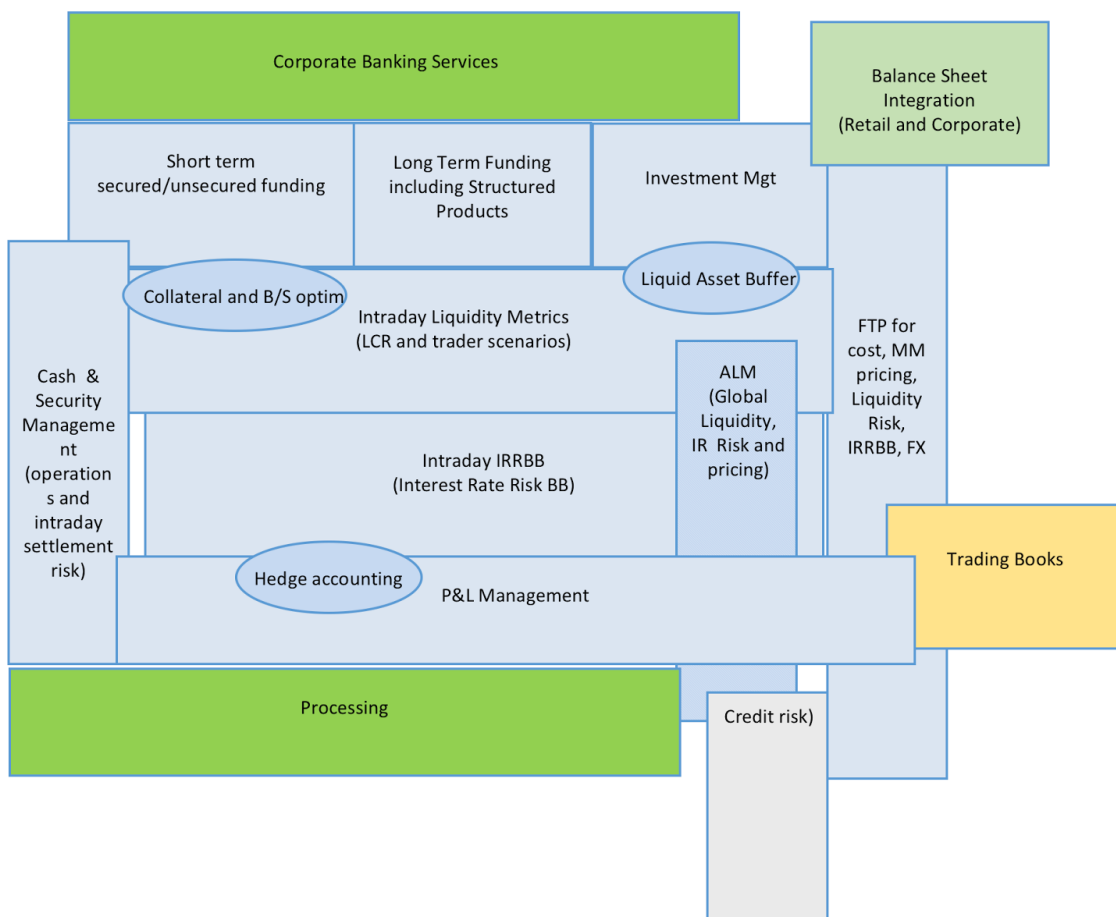 Corporate Banking Services
Balance Sheet
Integration
(Retail and Corporate)
Short term
secured/unsecured funding
Long Term Funding
including Structured
Products
Investment Mgt
Collateral and B/S optim
Liquid Asset Buffer
Intraday Liquidity Metrics
(LCR and trader scenarios)
FTP for
cost, MM
pricing,
Liquidity
Risk,
IRRBB, FX
Cash &
Security
Manageme
nt
(operation
s and
intraday
settlement
risk)
ALM
(Global
Liquidity,
IR Risk and
pricing)
Intraday IRRBB
(Interest Rate Risk BB)
Trading Books
Hedge accounting
P&L Management
Processing
Credit risk)